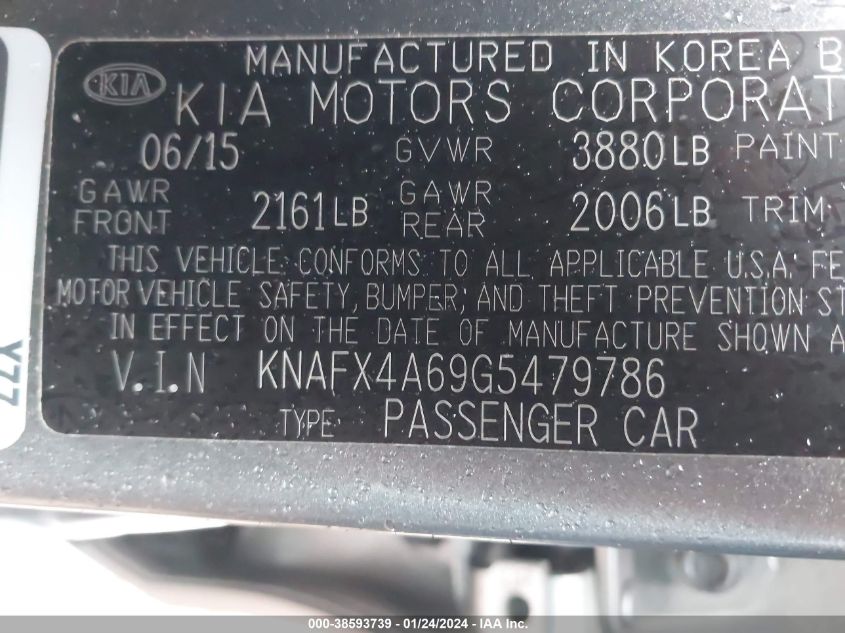 MANUFACTURED IN KOREA B
KIA
KIA MOTORS CORPORAT
06/15 GVWR 3880LB PAINT
GAWR FRONT 2161LB GAWR REAR 2006LB TRIM
THIS VEHICLE CONFORMS TO ALL APPLICABLE U.S.A. FE
MOTOR VEHICLE SAFETY, BUMPER, AND THEFT PREVENTION ST
IN EFFECT ON THE DATE OF MANUFACTURE SHOWN A
V.I.N KNAFX4A69G5479786
TYPE PASSENGER CAR
Y77
000-38593739 - 01/24/2024 - IAA Inc.